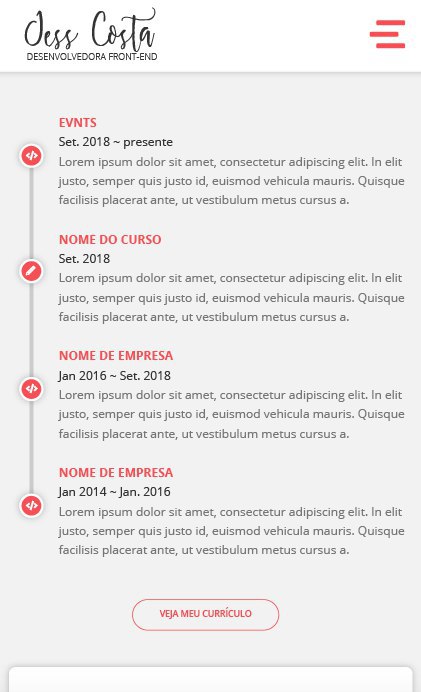 Jess Costa
DESENVOLVEDORA FRONT-END
EVNTS
Set. 2018 ~ presente
Lorem ipsum dolor sit amet, consectetur adipiscing elit. In elit
justo, semper quis justo id, euismod vehicula mauris. Quisque
facilisis placerat ante, ut vestibulum metus cursus a.
NOME DO CURSO
Set. 2018
Lorem ipsum dolor sit amet, consectetur adipiscing elit. In elit
justo, semper quis justo id, euismod vehicula mauris. Quisque
facilisis placerat ante, ut vestibulum metus cursus a.
NOME DE EMPRESA
Jan 2016 ~ Set. 2018
Lorem ipsum dolor sit amet, consectetur adipiscing elit. In elit
justo, semper quis justo id, euismod vehicula mauris. Quisque
facilisis placerat ante, ut vestibulum metus cursus a.
NOME DE EMPRESA
Jan 2014 ~ Jan. 2016
Lorem ipsum dolor sit amet, consectetur adipiscing elit. In elit
justo, semper quis justo id, euismod vehicula mauris. Quisque
facilisis placerat ante, ut vestibulum metus cursus a.
VEJA MEU CURRÍCULO